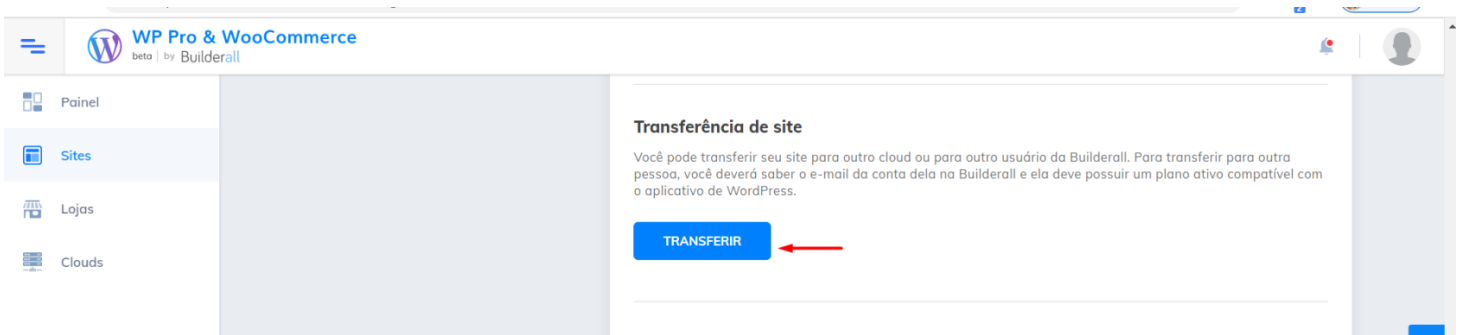 WP Pro & WooCommerce
beta | by Builderall
Painel
Sites
Lojas
Clouds
Transferência de site
Você pode transferir seu site para outro cloud ou para outro usuário da Builderall. Para transferir para outra
pessoa, você deverá saber o e-mail da conta dela na Builderall e ela deve possuir um plano ativo compatível com
o aplicativo de WordPress.
TRANSFERIR